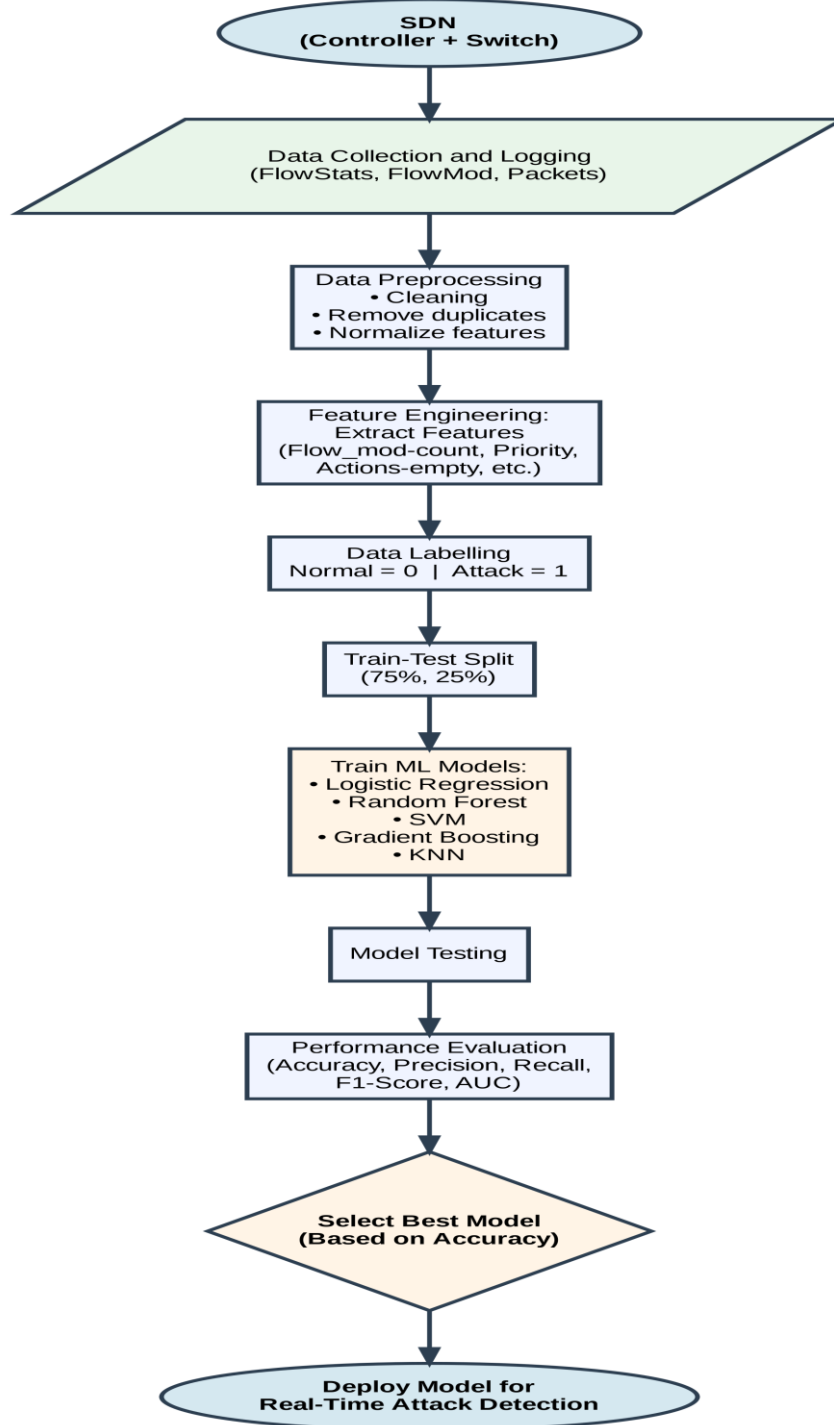 SDN
(Controller + Switch)
Data Collection and Logging
(FlowStats, FlowMod, Packets)
Data Preprocessing
• Cleaning
• Remove duplicates
• Normalize features
Feature Engineering:
Extract Features
(Flow_mod-count, Priority,
Actions-empty, etc.)
Data Labelling
Normal = 0 | Attack = 1
Train-Test Split
(75%, 25%)
Train ML Models:
• Logistic Regression
• Random Forest
• SVM
• Gradient Boosting
• KNN
Model Testing
Performance Evaluation
(Accuracy, Precision, Recall,
F1-Score, AUC)
Select Best Model
(Based on Accuracy)
Deploy Model for
Real-Time Attack Detection